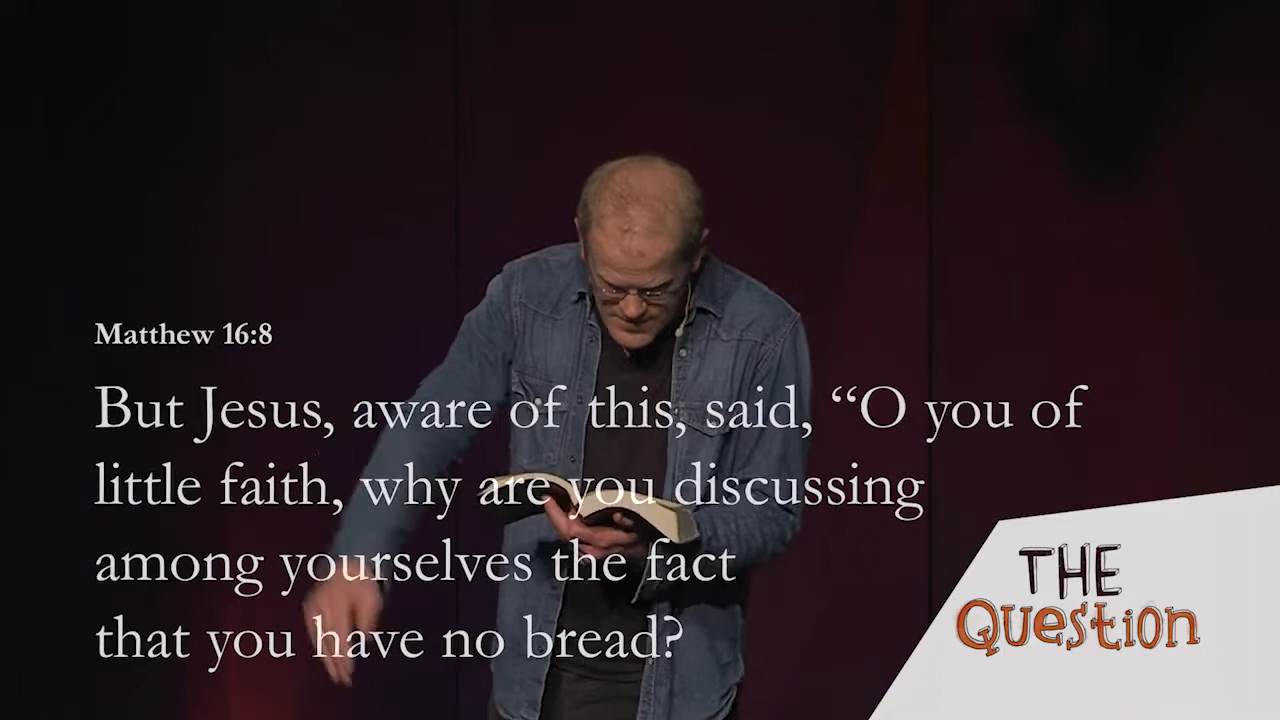 Matthew 16:8
But Jesus, aware of this, said, “O you of
little faith, why are you discussing
among yourselves the fact
that you have no bread?
THE
Question